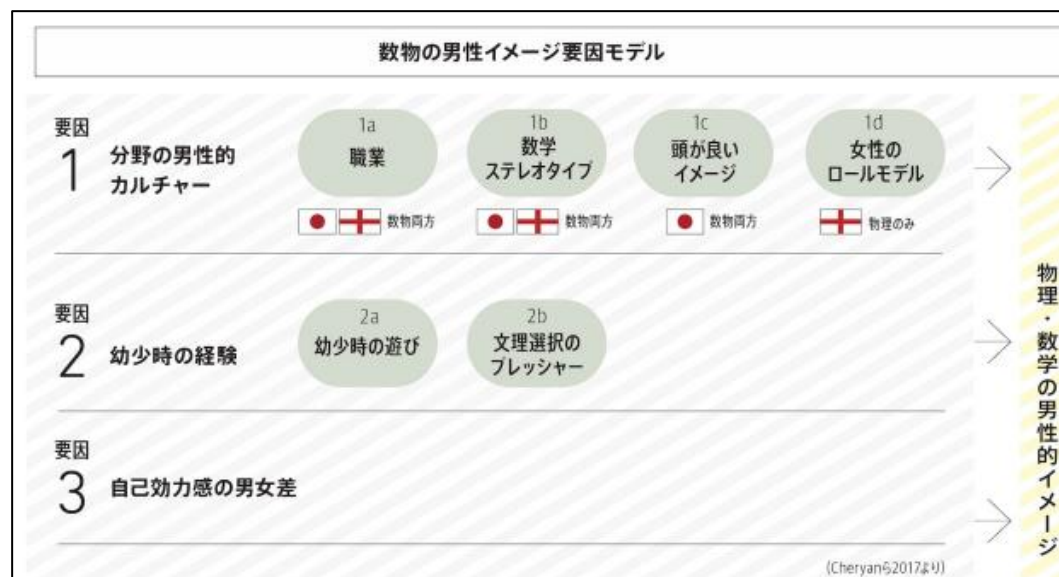 数物の男性イメージ要因モデル
要因
1
分野の男性的
カルチャー
1a
職業
1b
数学
ステレオタイプ
1c
頭が良い
イメージ
1d
女性の
ロールモデル
数物両方
数物両方
数物両方
物理のみ
要因
2
幼少時の経験
2a
幼少時の遊び
2b
文理選択の
プレッシャー
要因
3
自己効力感の男女差
物理・数学の男性的イメージ
(Cheryanら2017より)